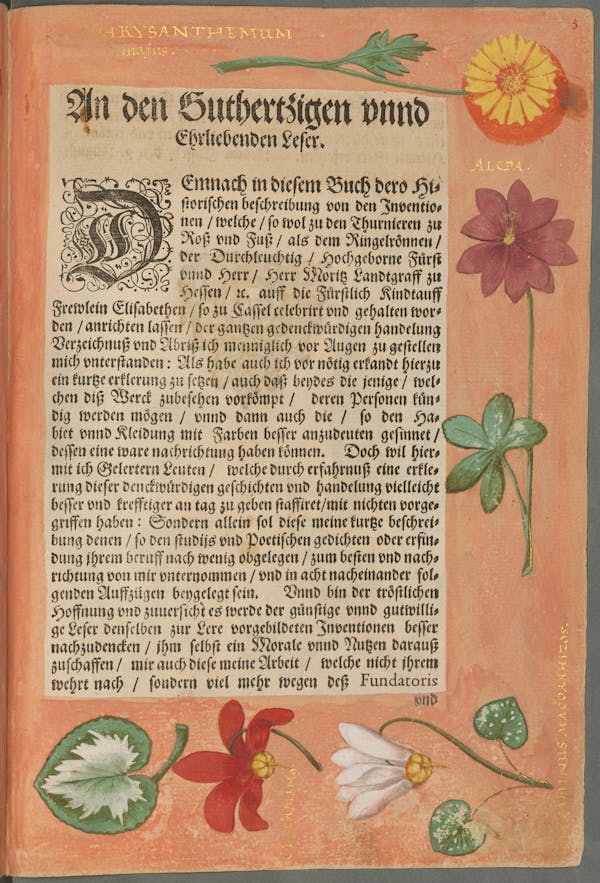 HRYSANTHEMUM
majus.
5
An den Guthertzigen vnnd
Ehrliebenden Leser.
ALCEA.
DEmnach in diesem Buch dero Hi-
storischen beschreibung von den Inventio-
nen / welche / so wol zu den Thurnieren zu
Roß vnd Fuß / als dem Ringelrönnen /
der Durchleuchtig / Hochgeborne Fürst
vnnd Herr / Herr Moritz Landtgraff zu
Hessen / ꝛc. auff die Fürstlich Kindtauff
Frewlein Elisabethen / so zu Cassel celebrirt vnd gehalten wor-
den / anrichten lassen / der gantzen gedenckwürdigen handelung
Verzeichnuß vnd Abriß ich menniglich vor Augen zu gestellen
mich vnterstanden : Als habe auch ich vor nötig erkandt hierzu
ein kurtze erklerung zu setzen / auch daß beydes die jenige / wel-
chen diß Werck zubesehen vorkömpt / deren Personen kün-
dig werden mögen / vnnd dann auch die / so den Ha-
biet vnnd Kleidung mit Farben besser anzudeuten gesinnet /
dessen eine ware nachrichtung haben können. Doch wil hier-
mit ich Gelertern Leuten / welche durch erfahrnuß eine erkle-
rung dieser denckwürdigen geschichten vnd handelung vielleicht
besser vnd krefftiger an tag zu geben staffiret / mit nichten vorge-
griffen haben : Sondern allein sol diese meine kurtze beschrei-
bung denen / so den studijs vnd Poetischen gedichten oder erfin-
dung jhrem beruff nach wenig obgelegen / zum besten vnd nach-
richtung von mir vnternommen / vnd in acht nacheinander fol-
genden Auffzügen beygelegt sein. Vnnd bin der tröstlichen
Hoffnung vnd zuuersicht es werde der günstige vnnd gutwilli-
ge Leser denselben zur Lere vorgebildeten Inventionen besser
nachzudencken / jhm selbst ein Morale vnnd Nutzen darauß
zuschaffen / mir auch diese meine Arbeit / welche nicht jhrem
wehrt nach / sondern viel mehr wegen deß Fundatoris
vnd